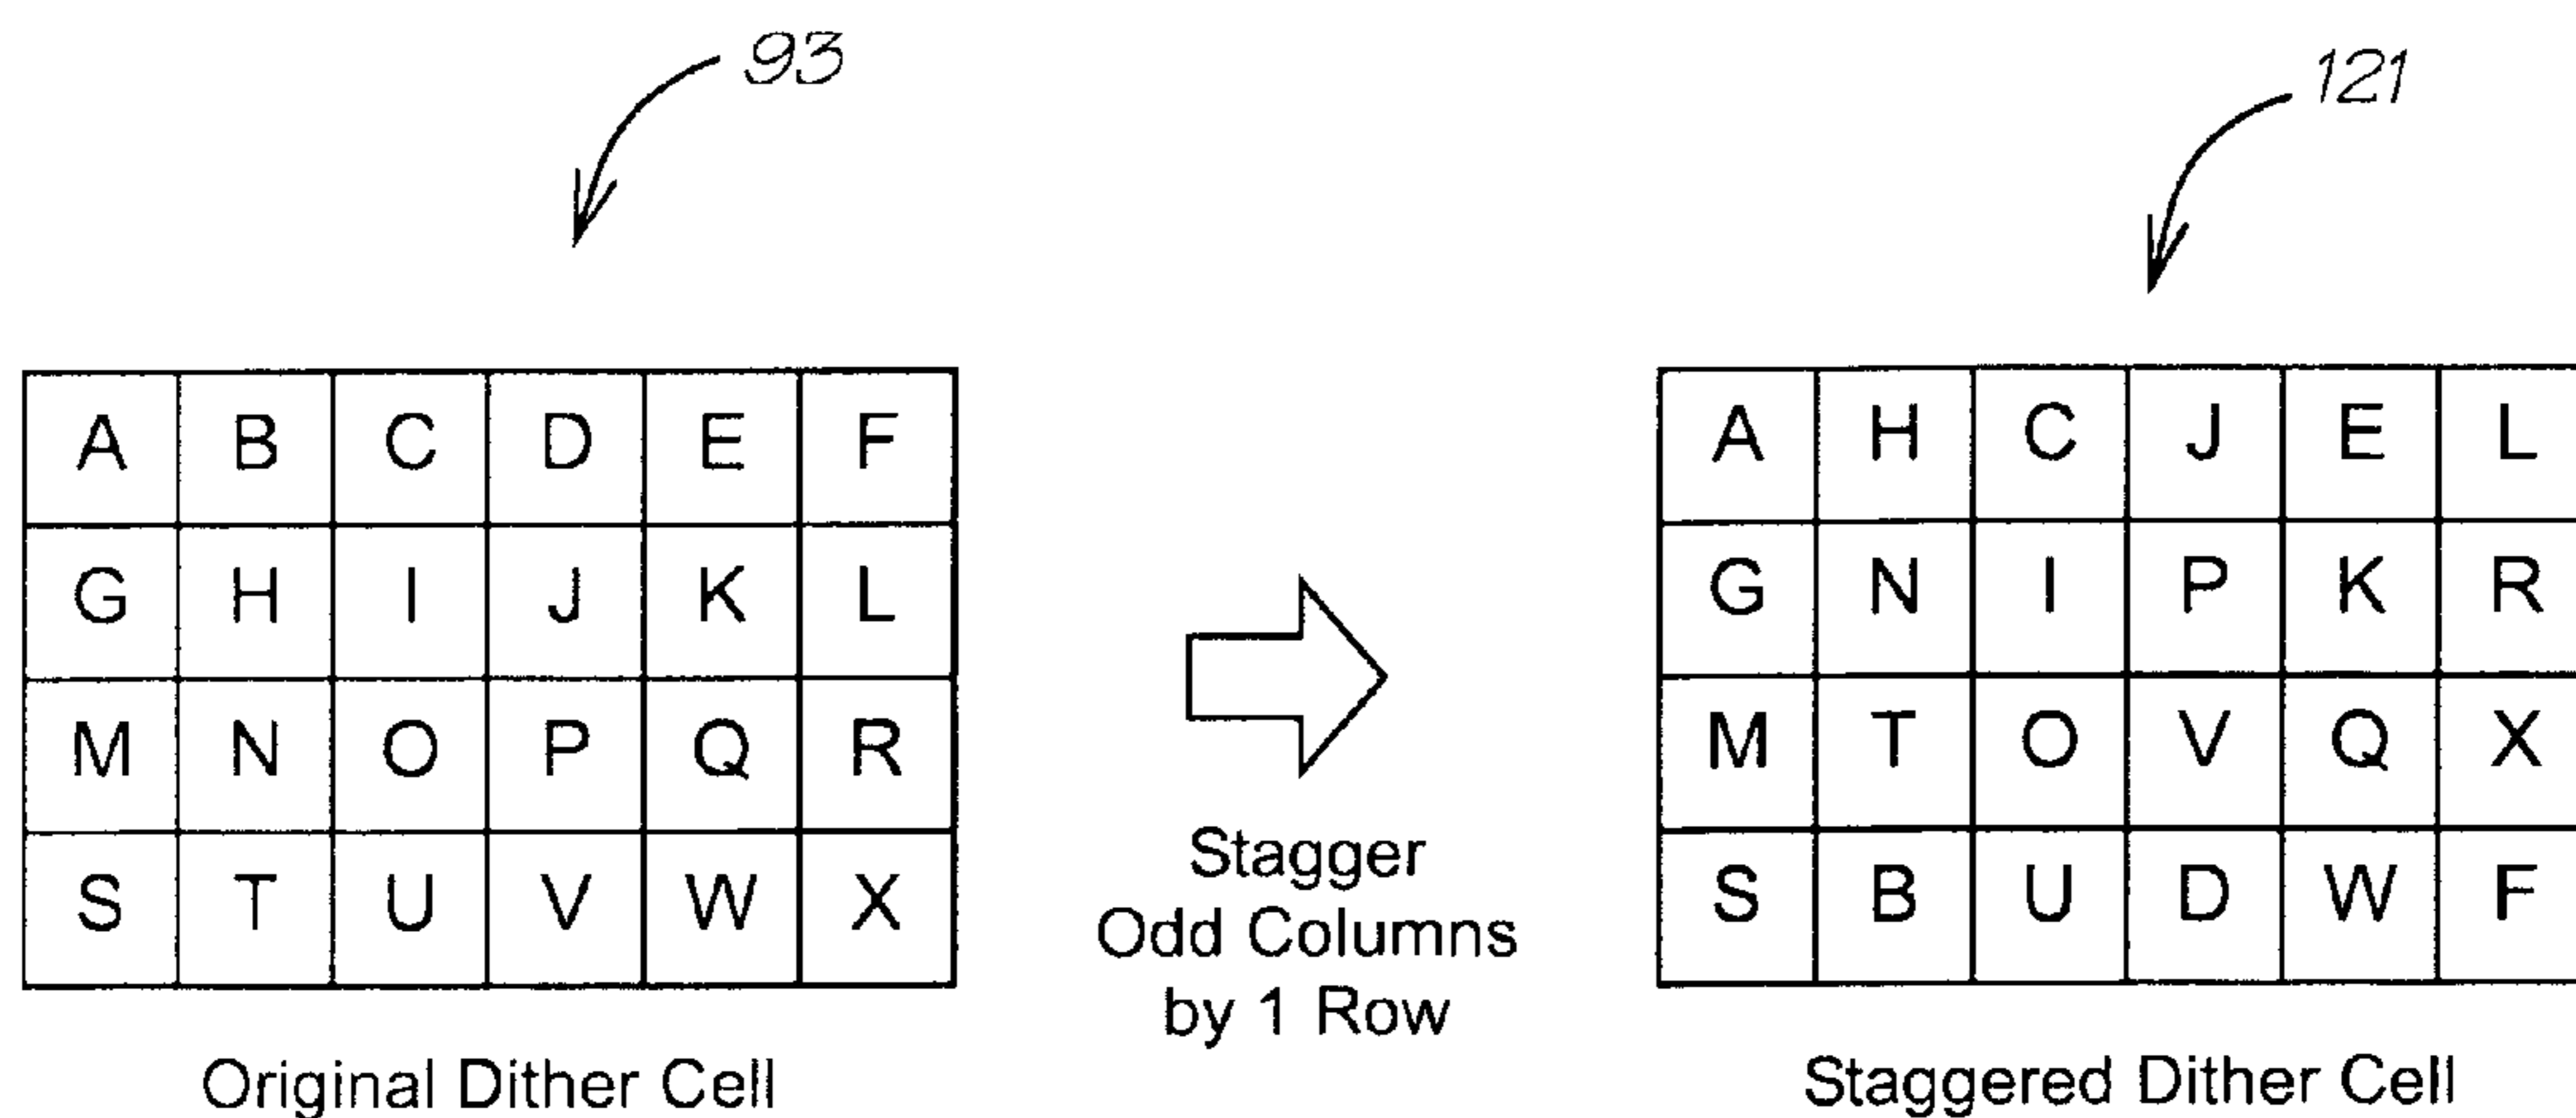 93
121
A B C D E F
G H I J K L
M N O P Q R
S T U V W X
Stagger
Odd Columns
by 1 Row
A H C J E L
G N I P K R
M T O V Q X
S B U D W F
Original Dither Cell
Staggered Dither Cell